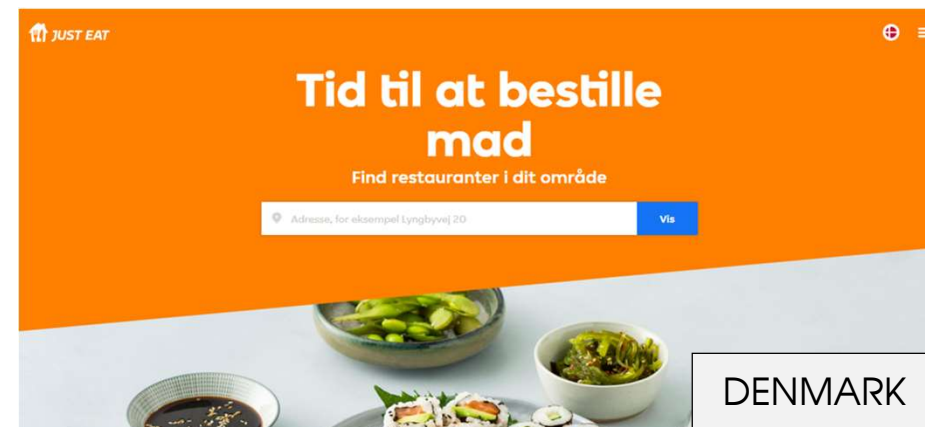 JUST EAT
Tid til at bestille
mad
Find restauranter i dit område
Adresse, for eksempel Lyngbyvej 20
Vis
DENMARK